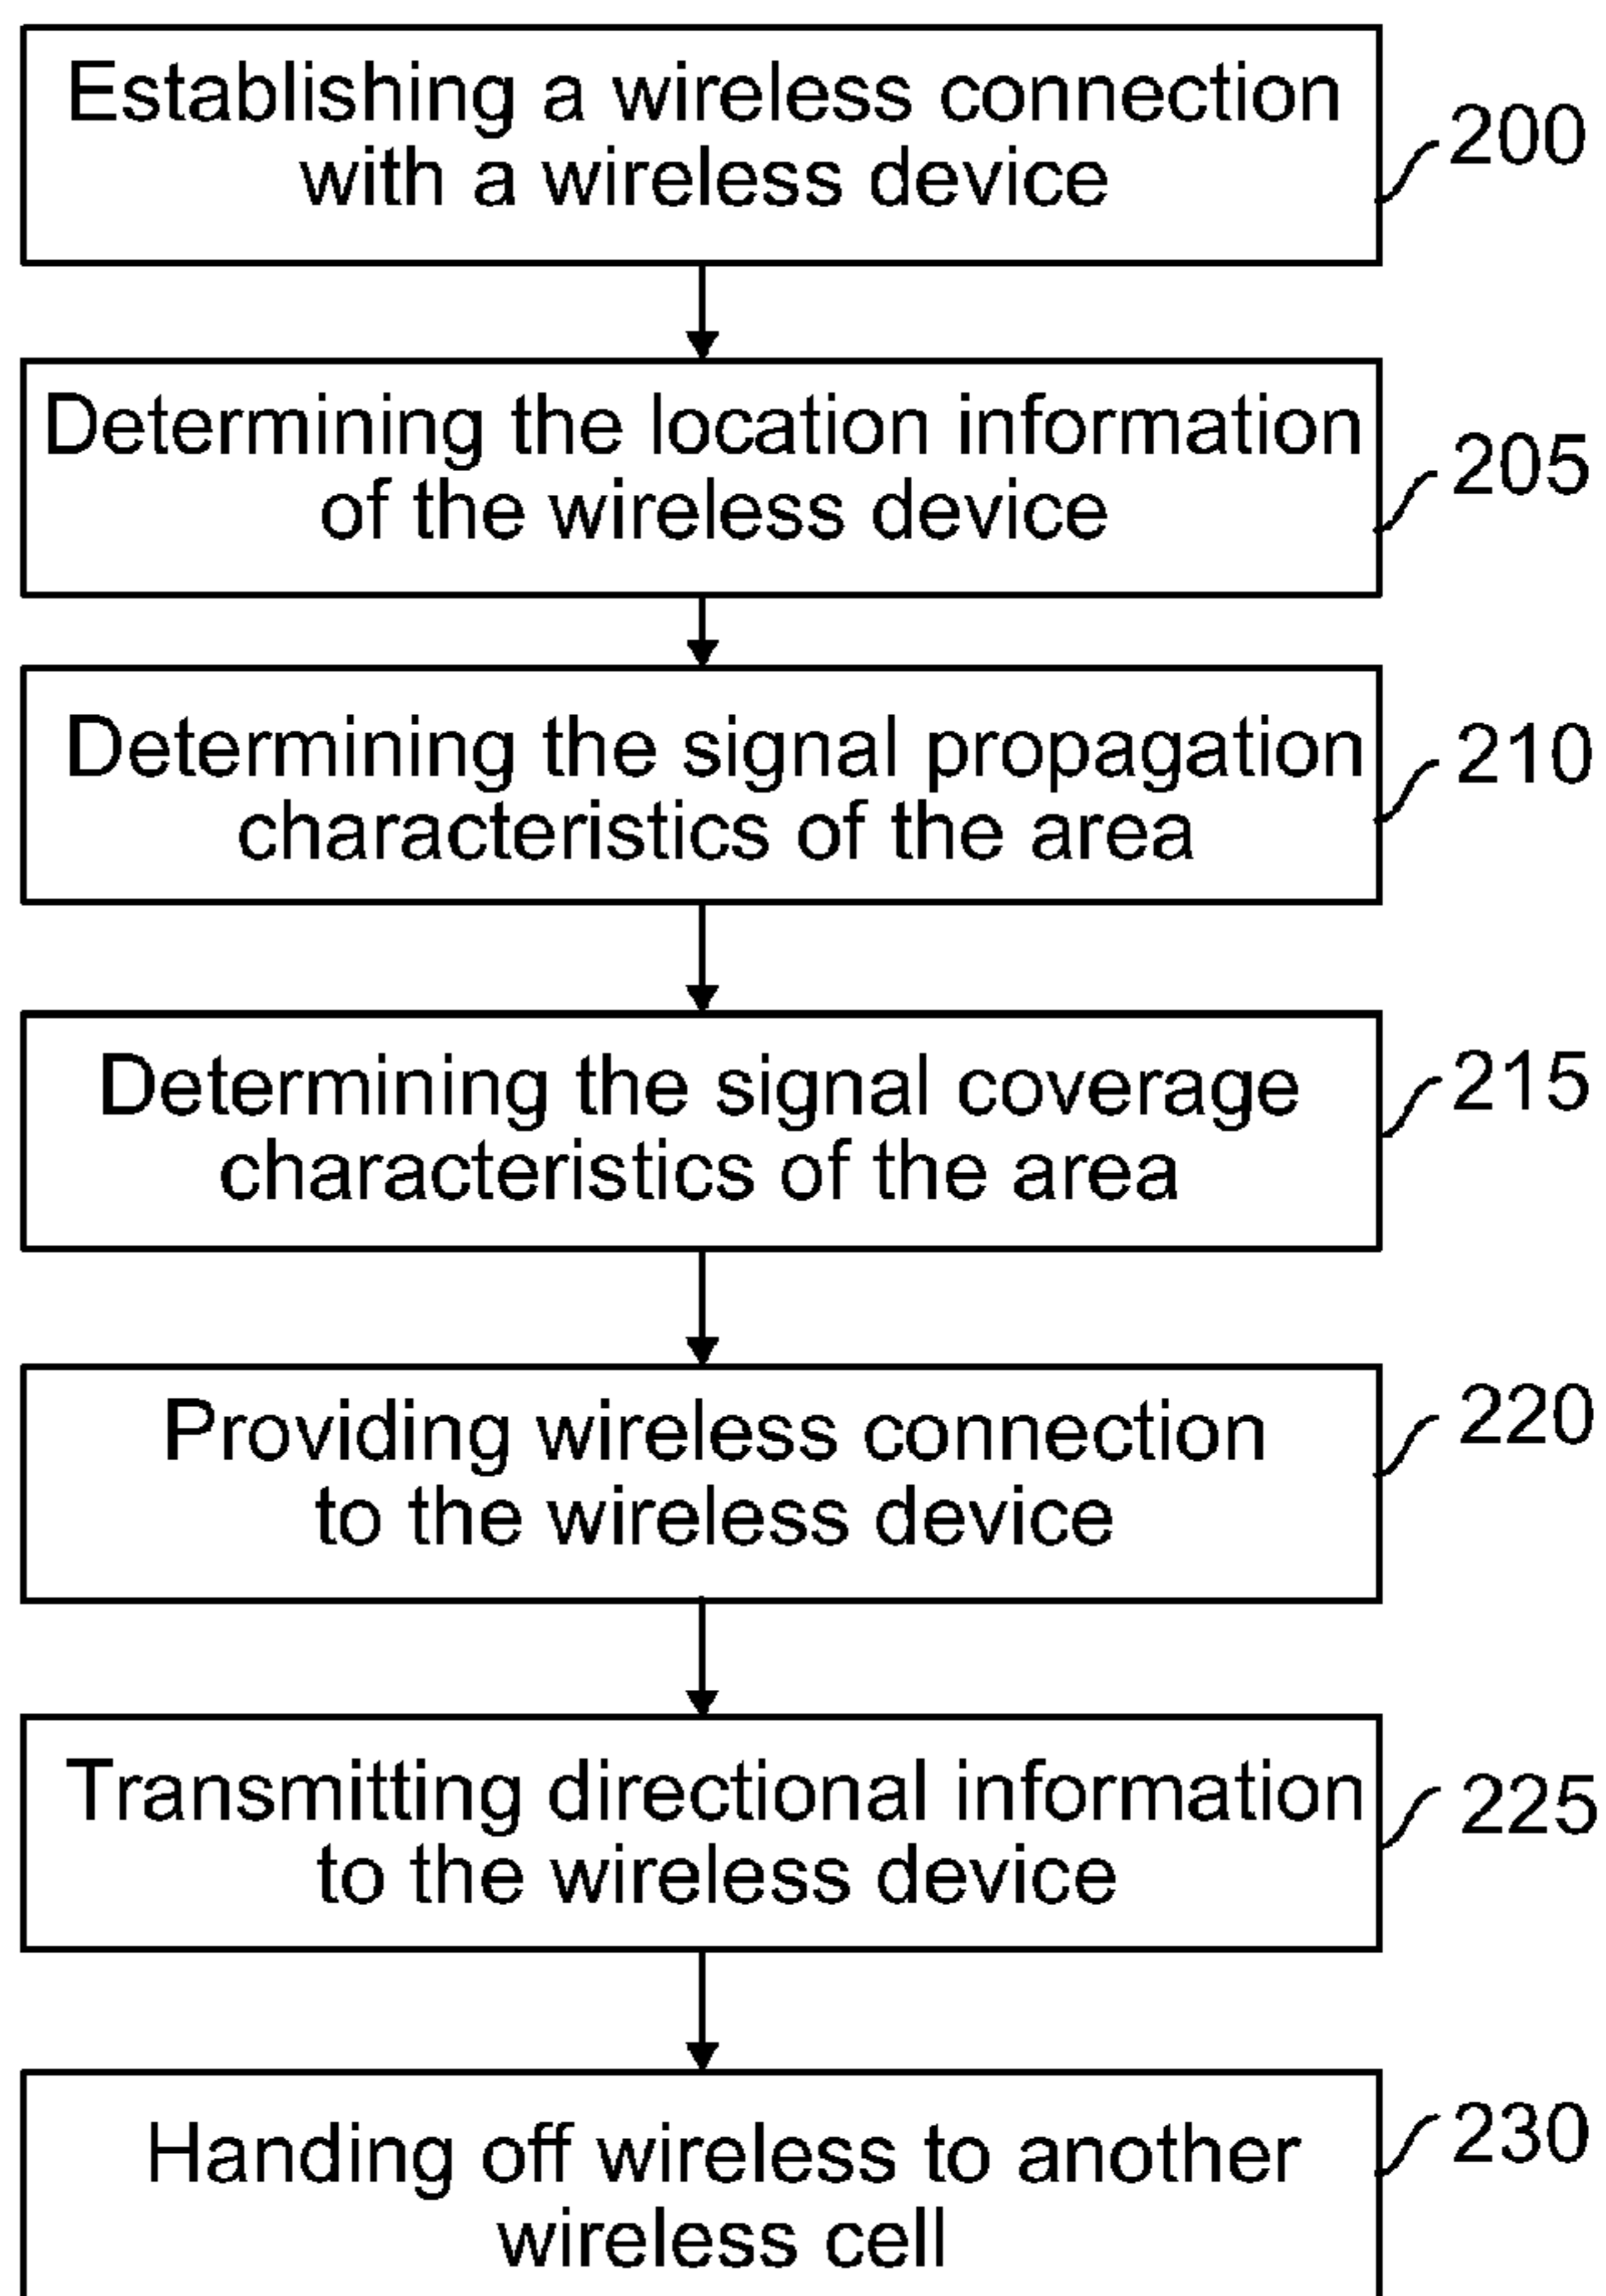 Establishing a wireless connection
with a wireless device
200
Determining the location information
of the wireless device
205
Determining the signal propagation
characteristics of the area
210
Determining the signal coverage
characteristics of the area
215
Providing wireless connection
to the wireless device
220
Transmitting directional information
to the wireless device
225
Handing off wireless to another
wireless cell
230